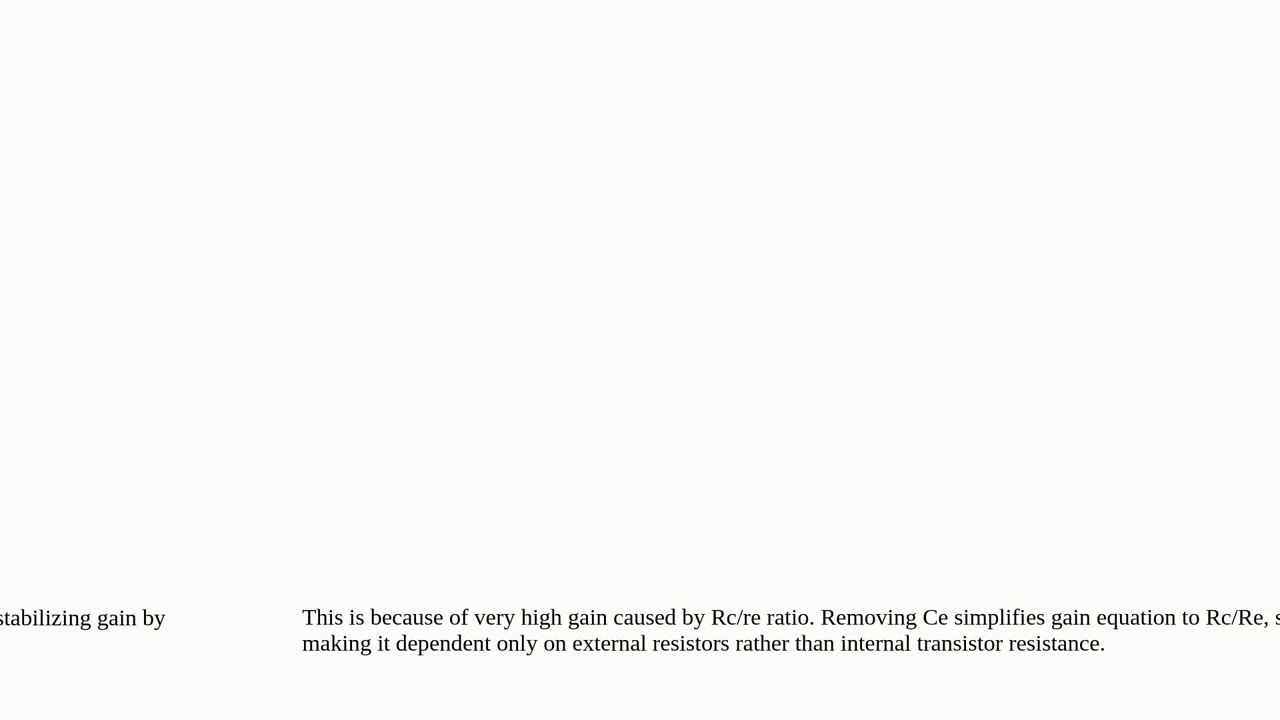 stabilizing gain by
This is because of very high gain caused by Rc/re ratio. Removing Ce simplifies gain equation to Rc/Re,
making it dependent only on external resistors rather than internal transistor resistance.